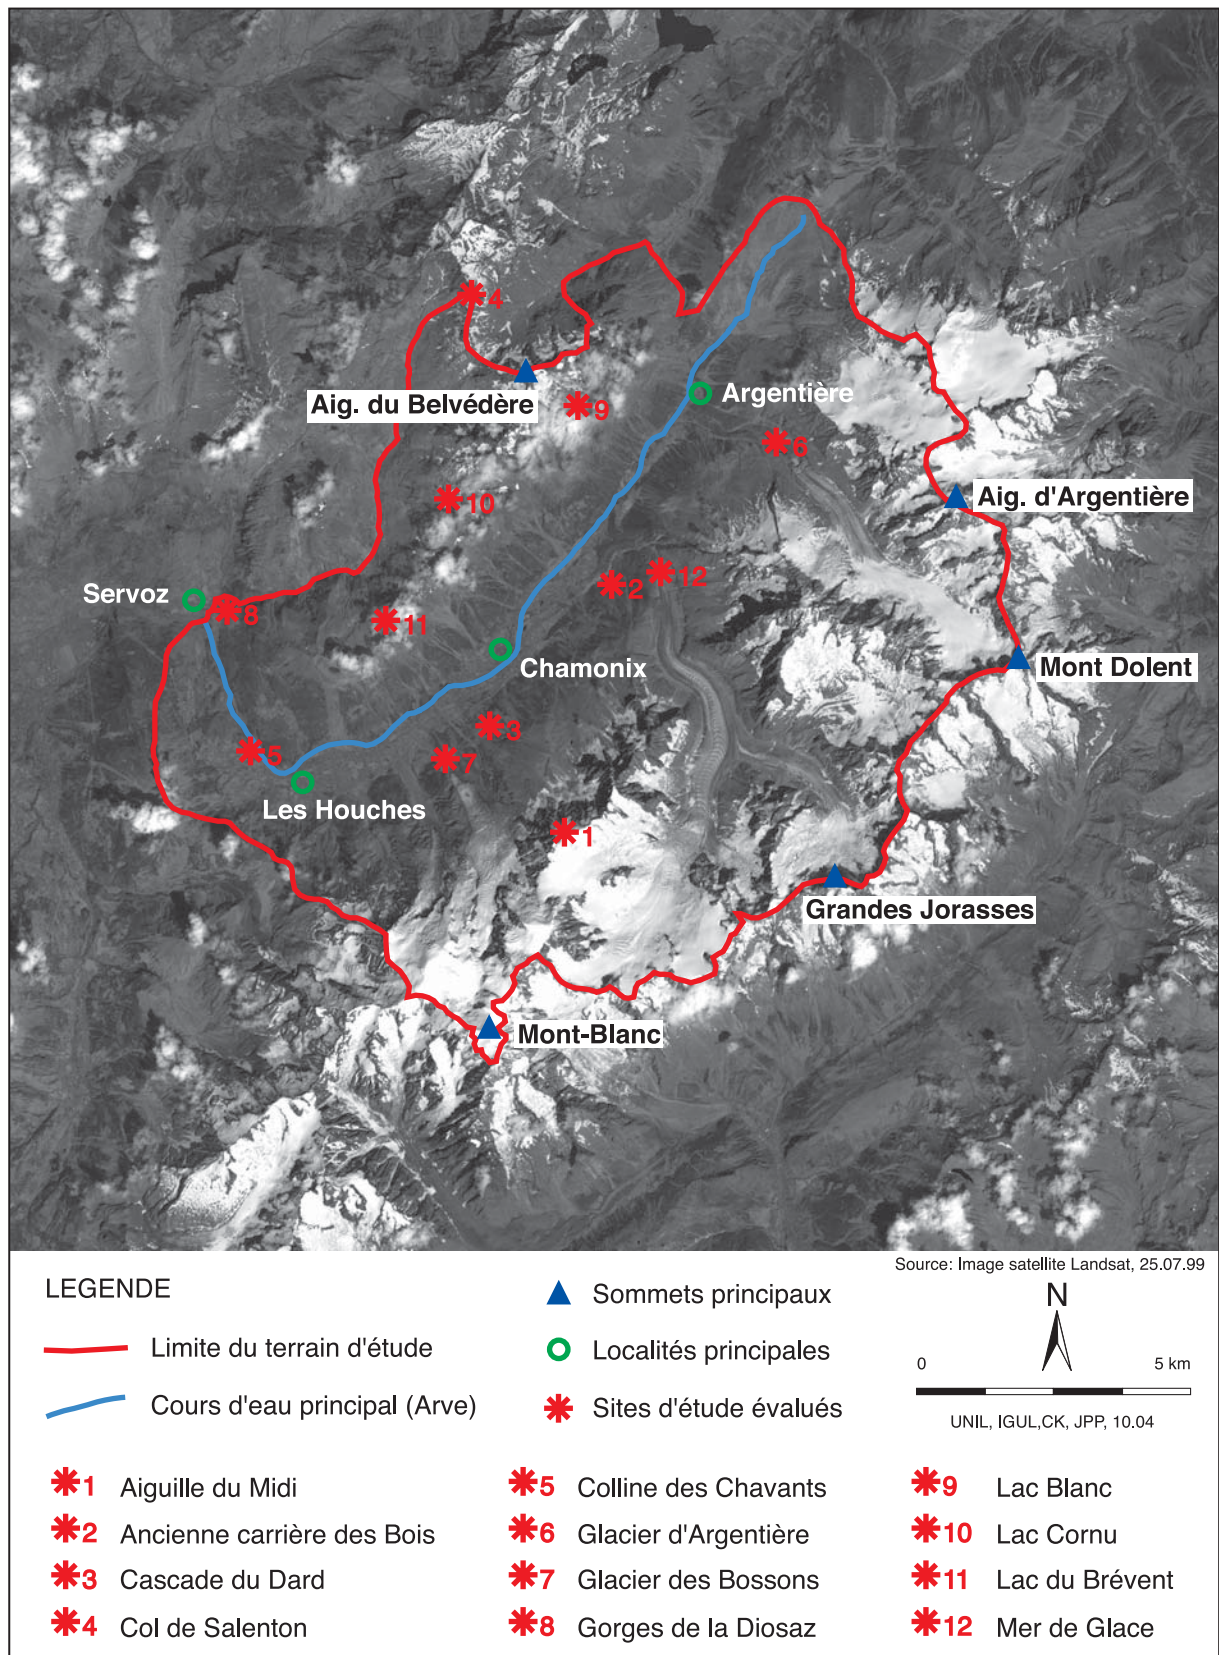 4
Aig. du Belvédère
9
Argentière
6
10
Aig. d'Argentière
Servoz
8
2
12
11
Chamonix
Mont Dolent
3
5
7
Les Houches
1
Grandes Jorasses
Mont-Blanc
Source: Image satellite Landsat, 25.07.99
LEGENDE
Limite du terrain d'étude
Cours d'eau principal (Arve)
Sommets principaux
Localités principales
Sites d'étude évalués
N
0 5 km
UNIL, IGUL,CK, JPP, 10.04
1 Aiguille du Midi
2 Ancienne carrière des Bois
3 Cascade du Dard
4 Col de Salenton
5 Colline des Chavants
6 Glacier d'Argentière
7 Glacier des Bossons
8 Gorges de la Diosaz
9 Lac Blanc
10 Lac Cornu
11 Lac du Brévent
12 Mer de Glace